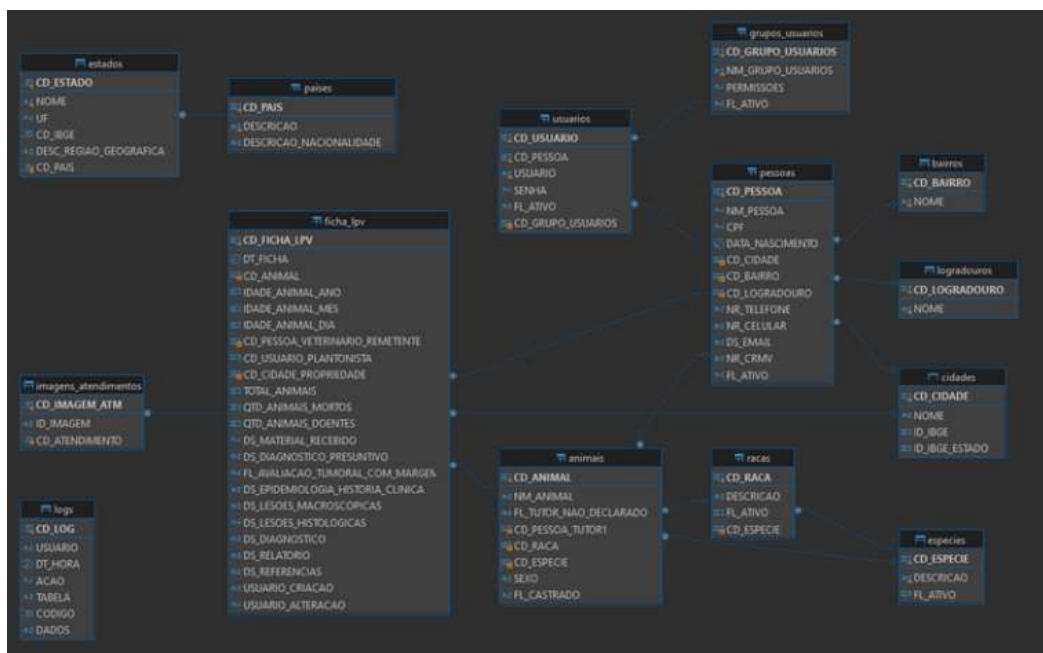 estados
CD_ESTADO
NOME
UF
CD_IBGE
DESC_REGIAO_GEOGRAFICA
CD_PAIS
paises
CD_PAIS
DESCRICAO
DESCRICAO_NACIONALIDADE
grupos_usuarios
CD_GRUPO_USUARIOS
NM_GRUPO_USUARIOS
PERMISSOES
FL_ATIVO
usuarios
CD_USUARIO
CD_PESSOA
USUARIO
SENHA
FL_ATIVO
CD_GRUPO_USUARIOS
pessoas
CD_PESSOA
NM_PESSOA
CPF
DATA_NASCIMENTO
CD_CIDADE
CD_BAIRRO
CD_LOGRADOURO
NR_TELEFONE
NR_CELULAR
DS_EMAIL
NR_CRMV
FL_ATIVO
bairros
CD_BAIRRO
NOME
logradouros
CD_LOGRADOURO
NOME
cidades
CD_CIDADE
NOME
ID_IBGE
ID_IBGE_ESTADO
ficha_lpv
CD_FICHA_LPV
DT_FICHA
CD_ANIMAL
IDADE_ANIMAL_ANO
IDADE_ANIMAL_MES
IDADE_ANIMAL_DIA
CD_PESSOA_VETERINARIO_REMETENTE
CD_USUARIO_PLANTONISTA
CD_CIDADE_PROPRIEDADE
TOTAL_ANIMAIS
QTD_ANIMAIS_MORTOS
QTD_ANIMAIS_DOENTES
DS_MATERIAL_RECEBIDO
DS_DIAGNOSTICO_PRESUNTIVO
FL_AVALIACAO_TUMORAL_COM_MARGEM
DS_EPIDEMIOLOGIA_HISTORIA_CLINICA
DS_LESOES_MACROSCOPICAS
DS_LESOES_HISTOLOGICAS
DS_DIAGNOSTICO
DS_RELATORIO
DS_REFERENCIAS
USUARIO_CRIACAO
USUARIO_ALTERACAO
imagens_atendimentos
CD_IMAGEM_ATM
ID_IMAGEM
CD_ATENDIMENTO
logs
CD_LOG
USUARIO
DT_HORA
ACAO
TABELA
CODIGO
DADOS
animais
CD_ANIMAL
NM_ANIMAL
FL_TUTOR_NAO_DECLARADO
CD_PESSOA_TUTOR1
CD_RACA
CD_ESPECIE
SEXO
FL_CASTRADO
racas
CD_RACA
DESCRICAO
FL_ATIVO
CD_ESPECIE
especies
CD_ESPECIE
DESCRICAO
FL_ATIVO